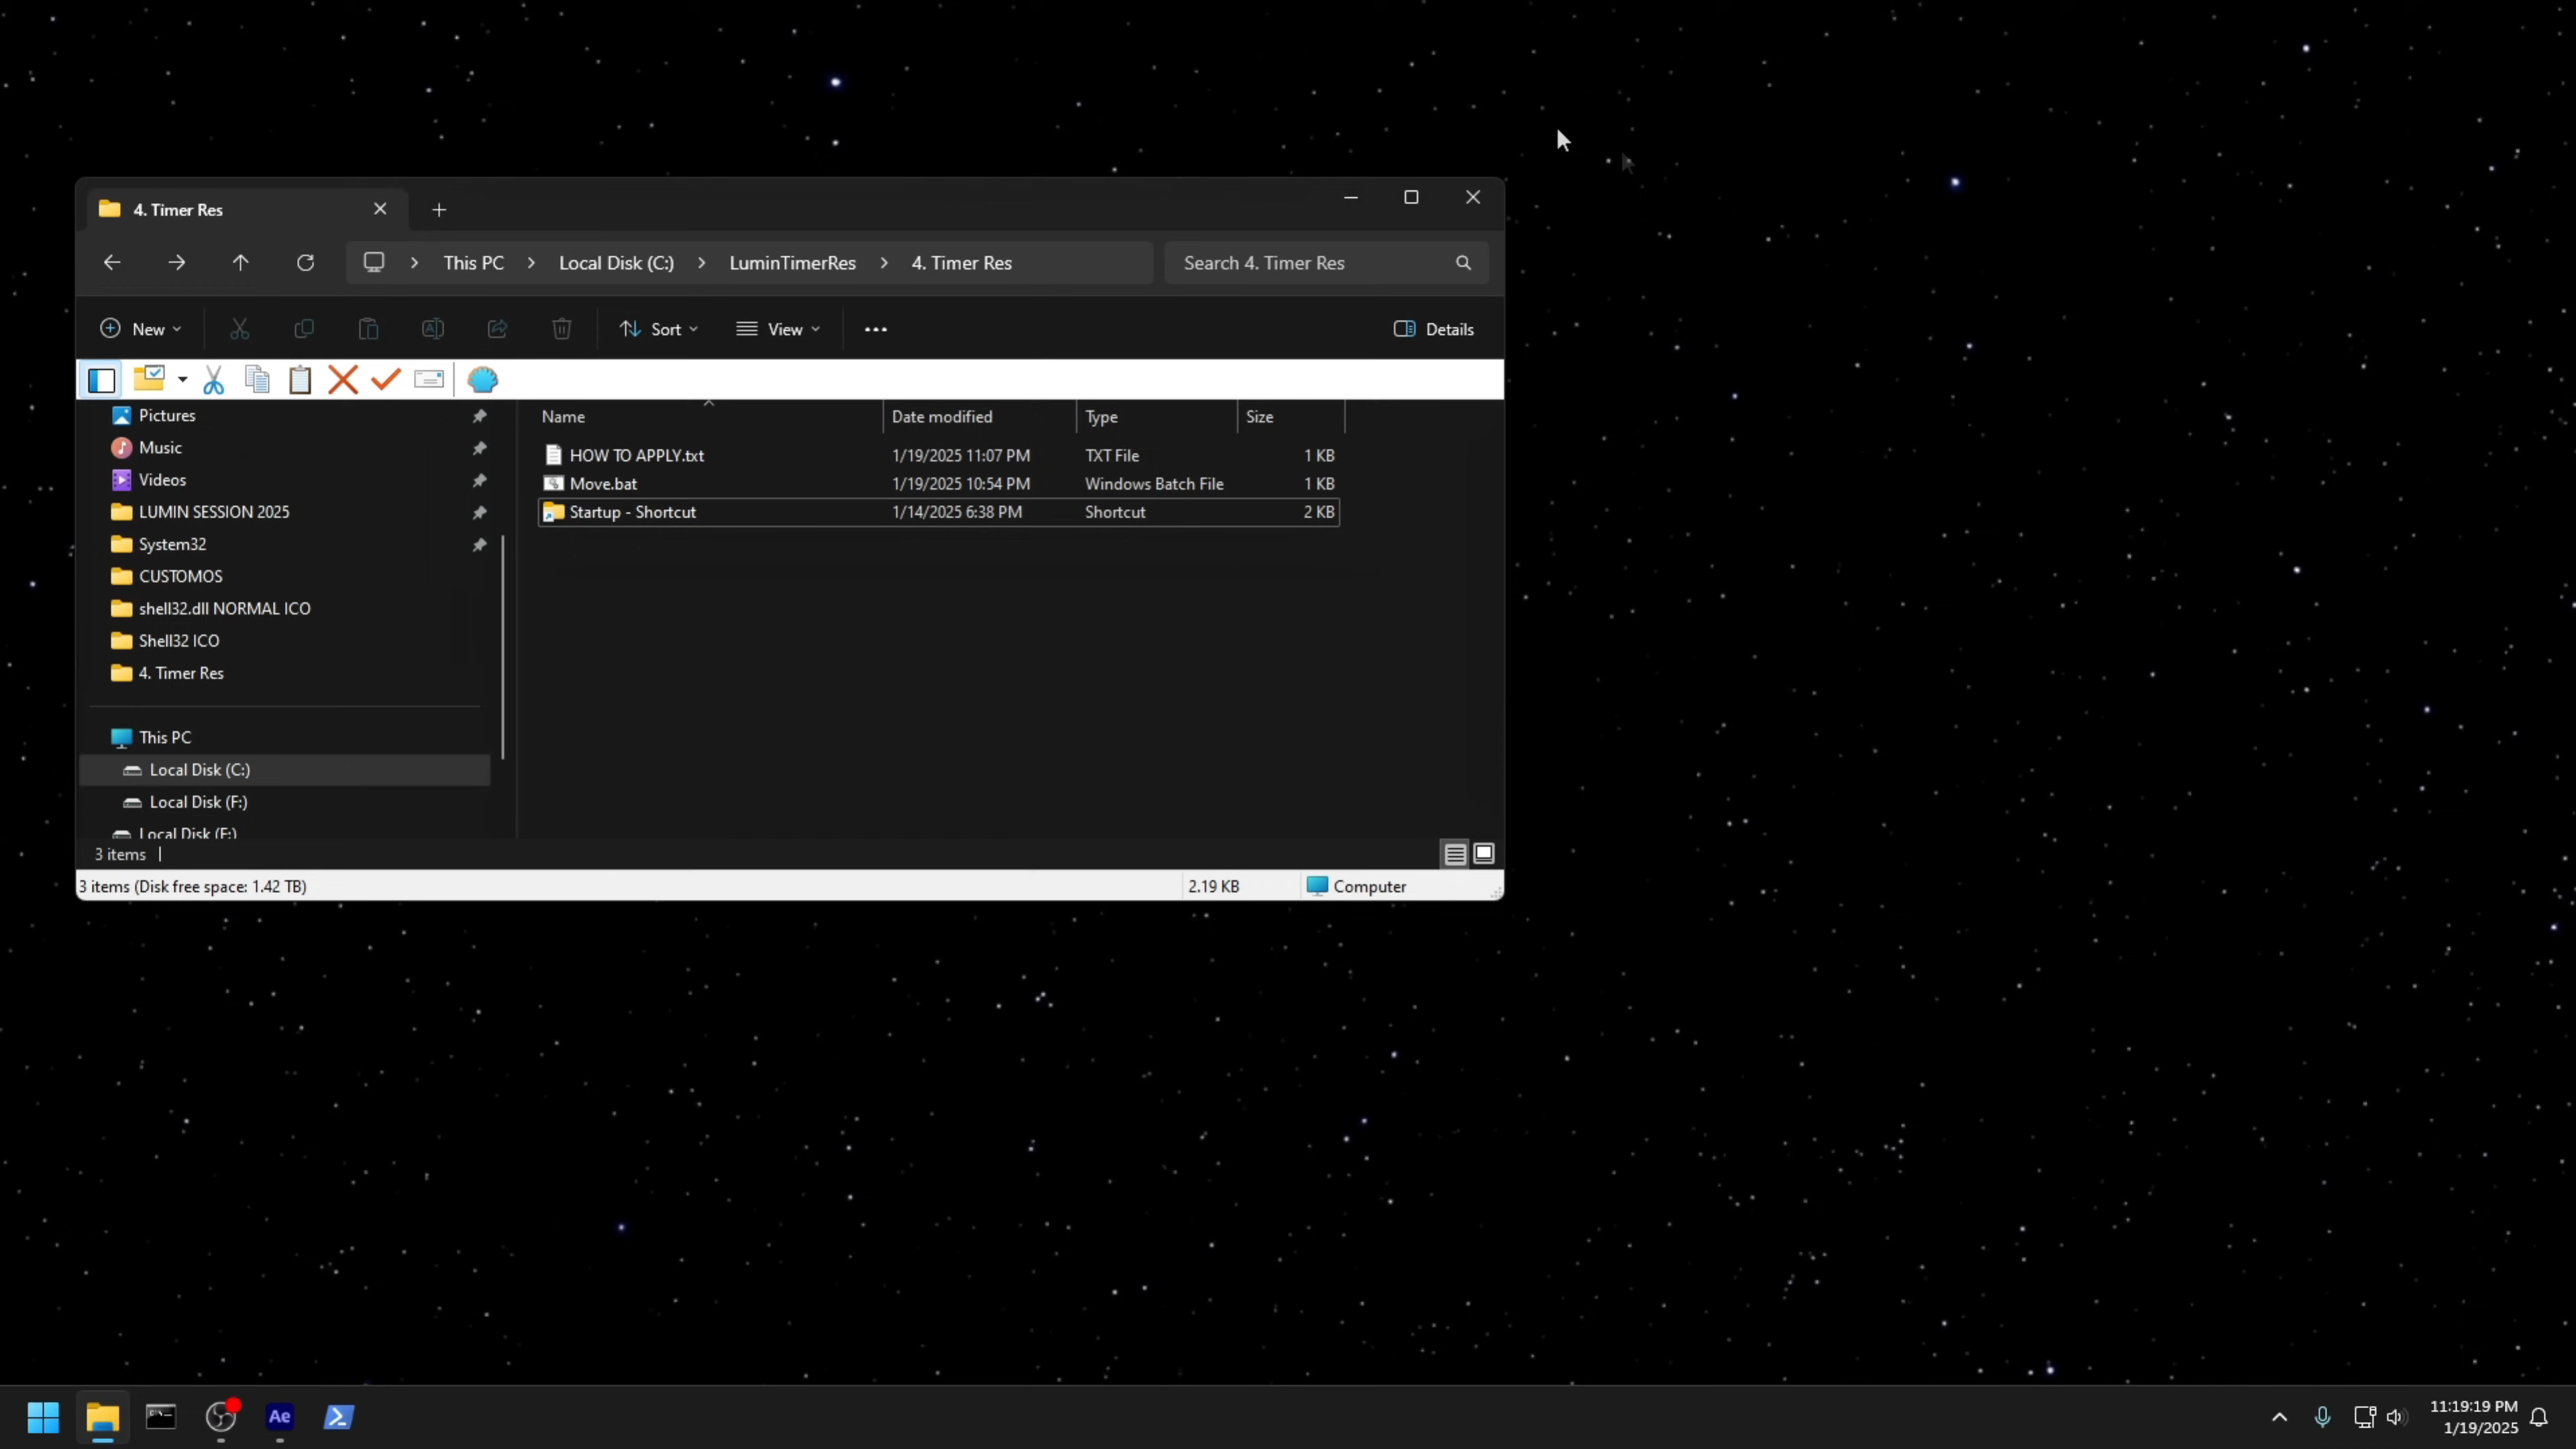 4. Timer Res
This PC > Local Disk (C:) > LuminTimerRes > 4. Timer Res
Search 4. Timer Res
New
Sort
View
Details
Pictures
Music
Videos
LUMIN SESSION 2025
System32
CUSTOMOS
shell32.dll NORMAL ICO
Shell32 ICO
4. Timer Res
This PC
Local Disk (C:)
Local Disk (F:)
Local Disk (F:)
Name Date modified Type Size
HOW TO APPLY.txt 1/19/2025 11:07 PM TXT File 1 KB
Move.bat 1/19/2025 10:54 PM Windows Batch File 1 KB
Startup - Shortcut 1/14/2025 6:38 PM Shortcut 2 KB
3 items
3 items (Disk free space: 1.42 TB) 2.19 KB Computer
Ae
11:19:19 PM
1/19/2025